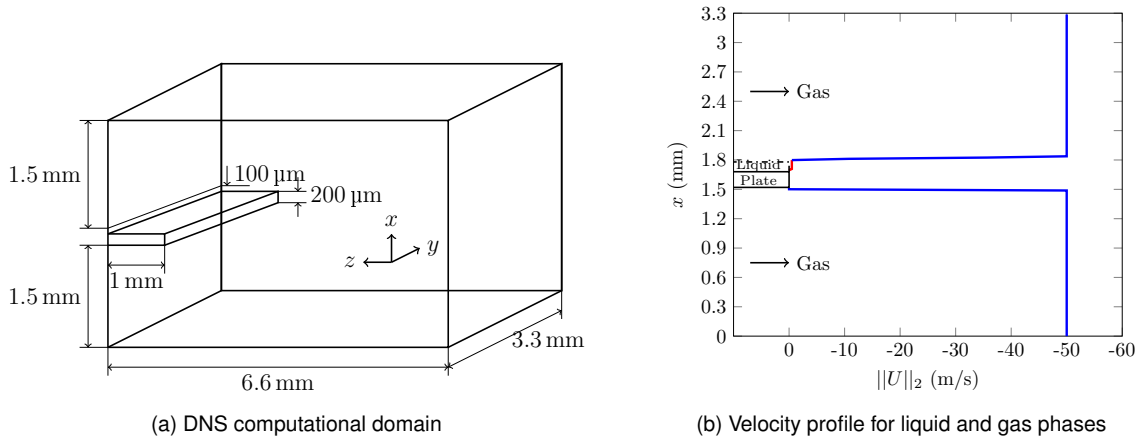 1.5 mm
100 µm
200 µm
x
y
z
1 mm
1.5 mm
3.3 mm
6.6 mm
(a) DNS computational domain
3.3
3
2.7
2.4
2.1
1.8
1.5
1.2
0.9
0.6
0.3
0
x (mm)
Gas
Liquid
Plate
Gas
0 -10 -20 -30 -40 -50 -60
||U||₂ (m/s)
(b) Velocity profile for liquid and gas phases